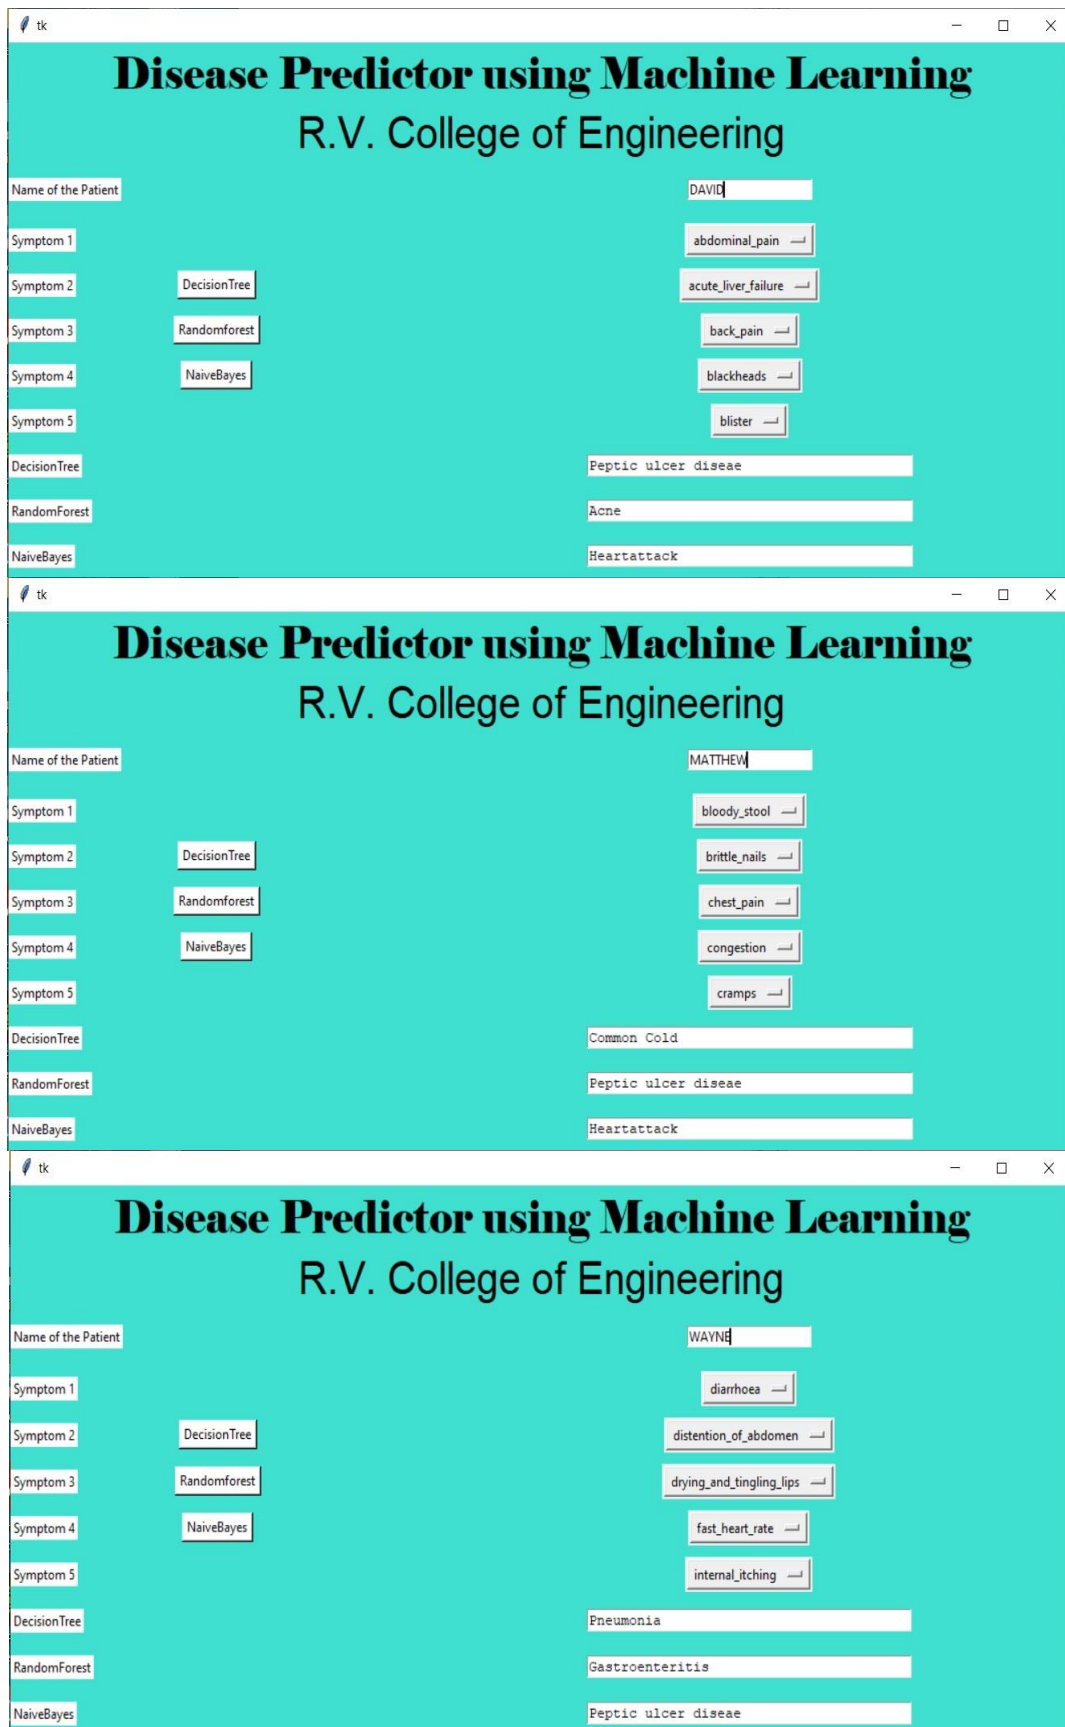 tk
Disease Predictor using Machine Learning
R.V. College of Engineering
Name of the Patient DAVID
Symptom 1 abdominal_pain
Symptom 2 DecisionTree acute_liver_failure
Symptom 3 Randomforest back_pain
Symptom 4 NaiveBayes blackheads
Symptom 5 blister
DecisionTree Peptic ulcer diseae
RandomForest Acne
NaiveBayes Heartattack
tk
Disease Predictor using Machine Learning
R.V. College of Engineering
Name of the Patient MATTHEW
Symptom 1 bloody_stool
Symptom 2 DecisionTree brittle_nails
Symptom 3 Randomforest chest_pain
Symptom 4 NaiveBayes congestion
Symptom 5 cramps
DecisionTree Common Cold
RandomForest Peptic ulcer diseae
NaiveBayes Heartattack
tk
Disease Predictor using Machine Learning
R.V. College of Engineering
Name of the Patient WAYNE
Symptom 1 diarrhoea
Symptom 2 DecisionTree distention_of_abdomen
Symptom 3 Randomforest drying_and_tingling_lips
Symptom 4 NaiveBayes fast_heart_rate
Symptom 5 internal_itching
DecisionTree Pneumonia
RandomForest Gastroenteritis
NaiveBayes Peptic ulcer diseae